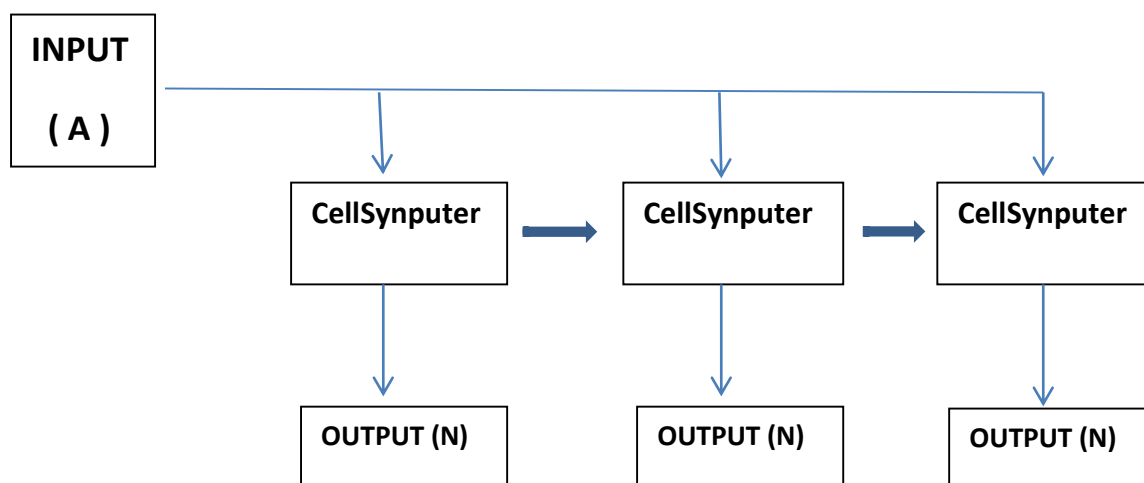 INPUT
( A )
CellSynputer
CellSynputer
CellSynputer
OUTPUT (N)
OUTPUT (N)
OUTPUT (N)